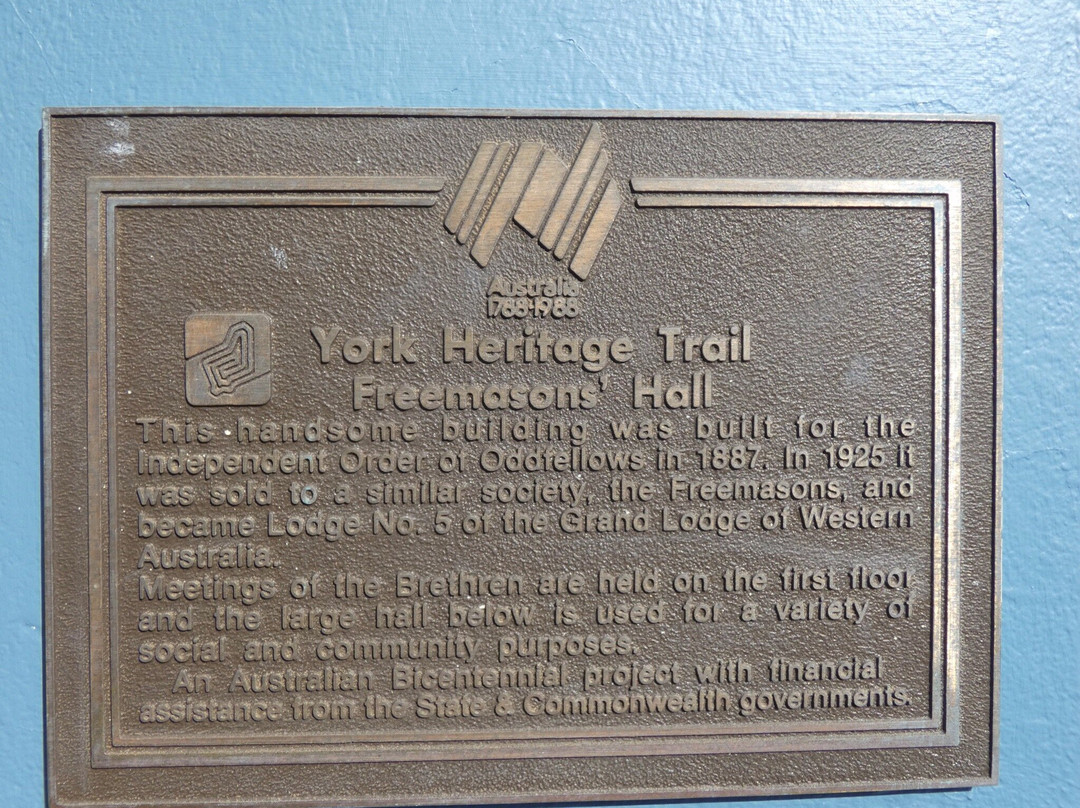 Australia
1788-1988
York Heritage Trail
Freemasons' Hall
This handsome building was built for the
Independent Order of Oddfellows in 1887. In 1925 it
was sold to a similar society, the Freemasons, and
became Lodge No. 5 of the Grand Lodge of Western
Australia.
Meetings of the Brethren are held on the first floor
and the large hall below is used for a variety of
social and community purposes.
An Australian Bicentennial project with financial
assistance from the State & Commonwealth governments.